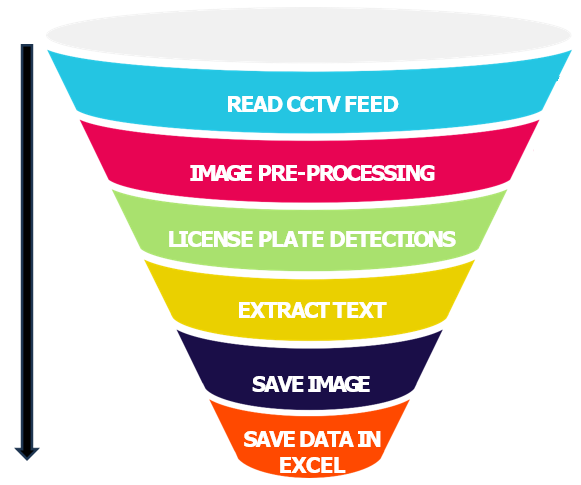 READ CCTV FEED
IMAGE PRE-PROCESSING
LICENSE PLATE DETECTIONS
EXTRACT TEXT
SAVE IMAGE
SAVE DATA IN
EXCEL